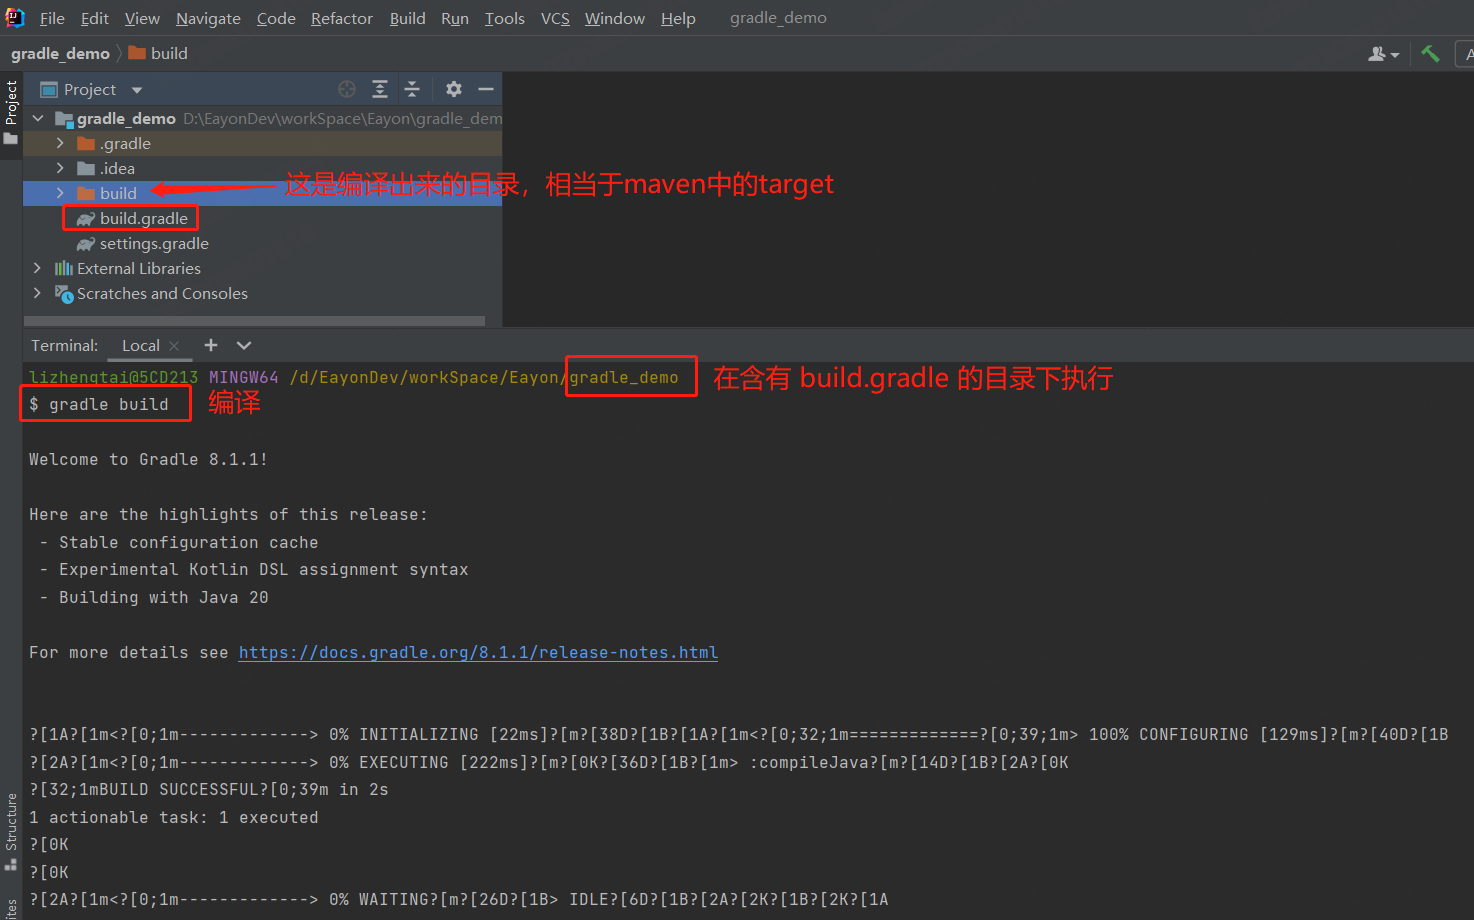 File Edit View Navigate Code Refactor Build Run Tools VCS Window Help gradle_demo
gradle_demo build
A
Project
Project
gradle_demo D:\EayonDev\workSpace\Eayon\gradle_dem
.gradle
.idea
build 这是编译出来的目录，相当于maven中的target
build.gradle
settings.gradle
External Libraries
Scratches and Consoles
Terminal: Local
lizhengtai@5CD213 MINGW64 /d/EayonDev/workSpace/Eayon/gradle_demo 在含有 build.gradle 的目录下执行
$ gradle build 编译
Welcome to Gradle 8.1.1!
Here are the highlights of this release:
- Stable configuration cache
- Experimental Kotlin DSL assignment syntax
- Building with Java 20
For more details see https://docs.gradle.org/8.1.1/release-notes.html
?[1A?[1m<?[0;1m-------------> 0% INITIALIZING [22ms]?[m?[38D?[1B?[1A?[1m<?[0;32;1m=============?[0;39;1m> 100% CONFIGURING [129ms]?[m?[40D?[1B
?[2A?[1m<?[0;1m-------------> 0% EXECUTING [222ms]?[m?[0K?[36D?[1B?[1m> :compileJava?[m?[14D?[1B?[2A?[0K
?[32;1mBUILD SUCCESSFUL?[0;39m in 2s
1 actionable task: 1 executed
?[0K
?[0K
?[2A?[1m<?[0;1m-------------> 0% WAITING?[m?[26D?[1B> IDLE?[6D?[1B?[2A?[2K?[1B?[2K?[1A
Structure
ites